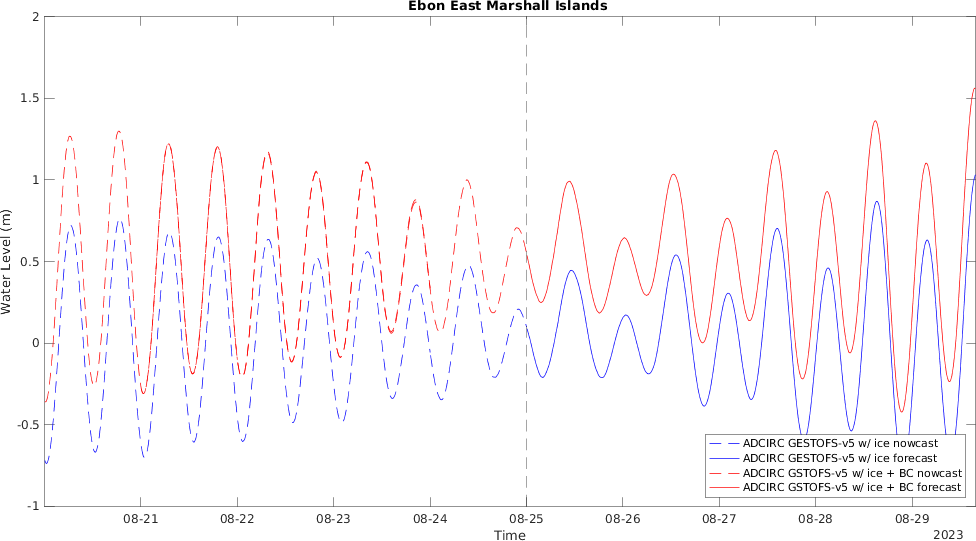 Ebon East Marshall Islands
2
1.5
1
0.5
0
-0.5
-1
Water Level (m)
ADCIRC GESTOFS-v5 w/ ice nowcast
ADCIRC GESTOFS-v5 w/ ice forecast
ADCIRC GSTOFS-v5 w/ ice + BC nowcast
ADCIRC GSTOFS-v5 w/ ice + BC forecast
08-21 08-22 08-23 08-24 08-25 08-26 08-27 08-28 08-29
Time
2023